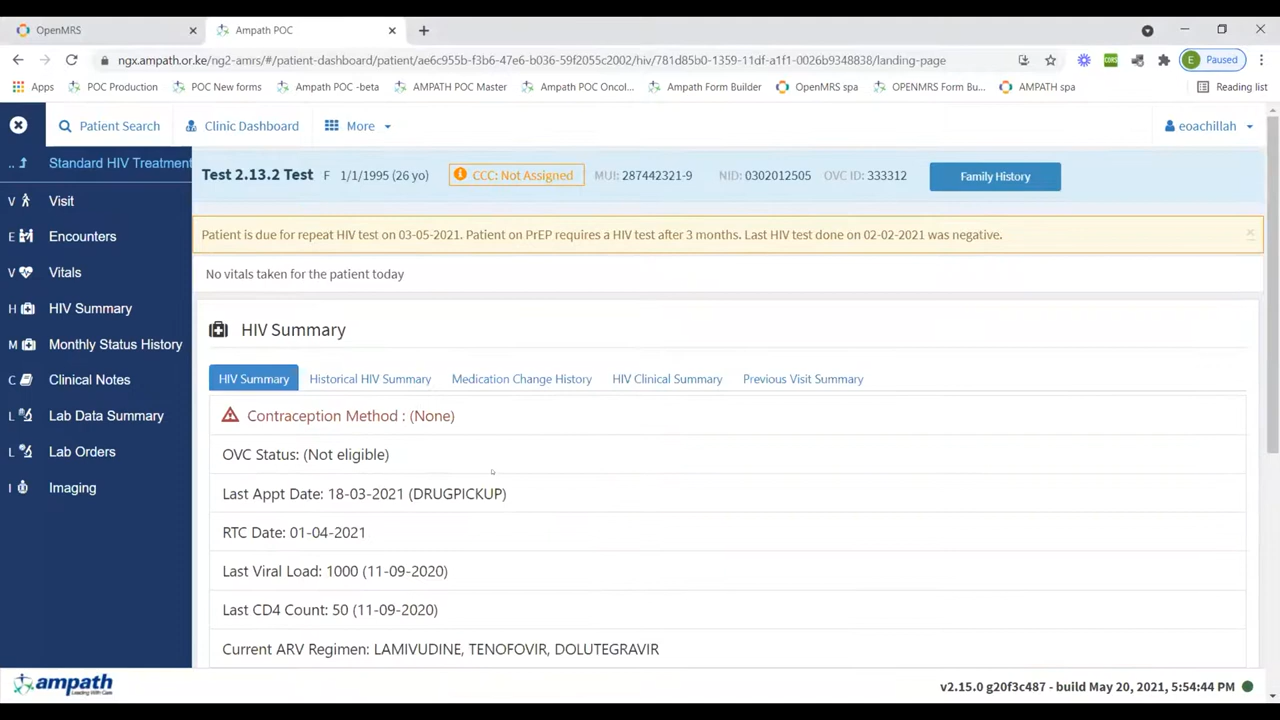 OpenMRS
Ampath POC
ngx.ampath.or.ke/ng2-amrs/#/patient-dashboard/patient/ae6c955b-f3bf-47e6-b036-59f2055c2002/hiv/781d85b0-1359-11df-a1f1-0026b9348838/landing-page
CORS
E Paused
Apps POC Production POC New forms Ampath POC -beta AMPATH POC Master Ampath POC Oncol... Ampath Form Builder OpenMRS spa OPENMRS Form Bu... AMPATH spa Reading list
Patient Search Clinic Dashboard More eoachillah
.. Standard HIV Treatment
Test 2.13.2 Test F 1/1/1995 (26 yo) CCC: Not Assigned MUI: 287442321-9 NID: 0302012505 OVC ID: 333312 Family History
V Visit
Patient is due for repeat HIV test on 03-05-2021. Patient on PrEP requires a HIV test after 3 months. Last HIV test done on 02-02-2021 was negative. ×
E Encounters
V Vitals
No vitals taken for the patient today
H HIV Summary
M Monthly Status History
C Clinical Notes
L Lab Data Summary
L Lab Orders
I Imaging
HIV Summary
HIV Summary Historical HIV Summary Medication Change History HIV Clinical Summary Previous Visit Summary
Contraception Method : (None)
OVC Status: (Not eligible)
Last Appt Date: 18-03-2021 (DRUGPICKUP)
RTC Date: 01-04-2021
Last Viral Load: 1000 (11-09-2020)
Last CD4 Count: 50 (11-09-2020)
Current ARV Regimen: LAMIVUDINE, TENOFOVIR, DOLUTEGRAVIR
ampath
Leading With Care
v2.15.0 g20f3c487 - build May 20, 2021, 5:54:44 PM